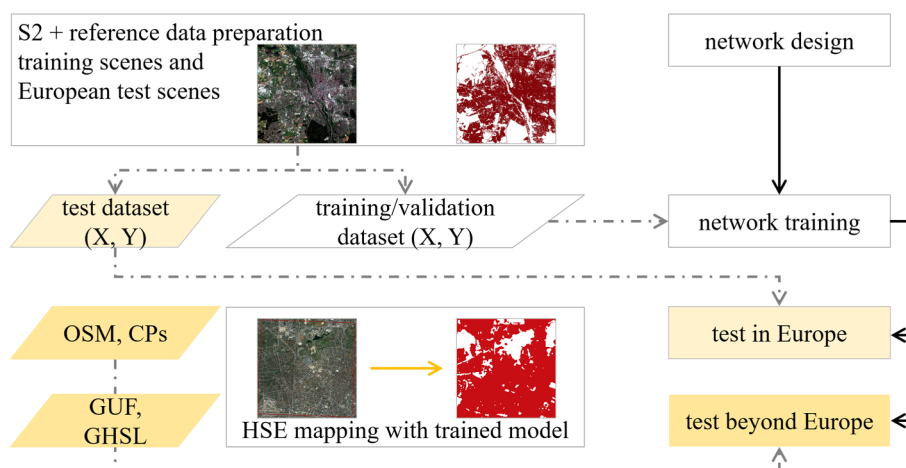 S2 + reference data preparation
training scenes and
European test scenes
network design
test dataset
(X, Y)
training/validation
dataset (X, Y)
network training
OSM, CPs
test in Europe
GUF,
GHSL
HSE mapping with trained model
test beyond Europe